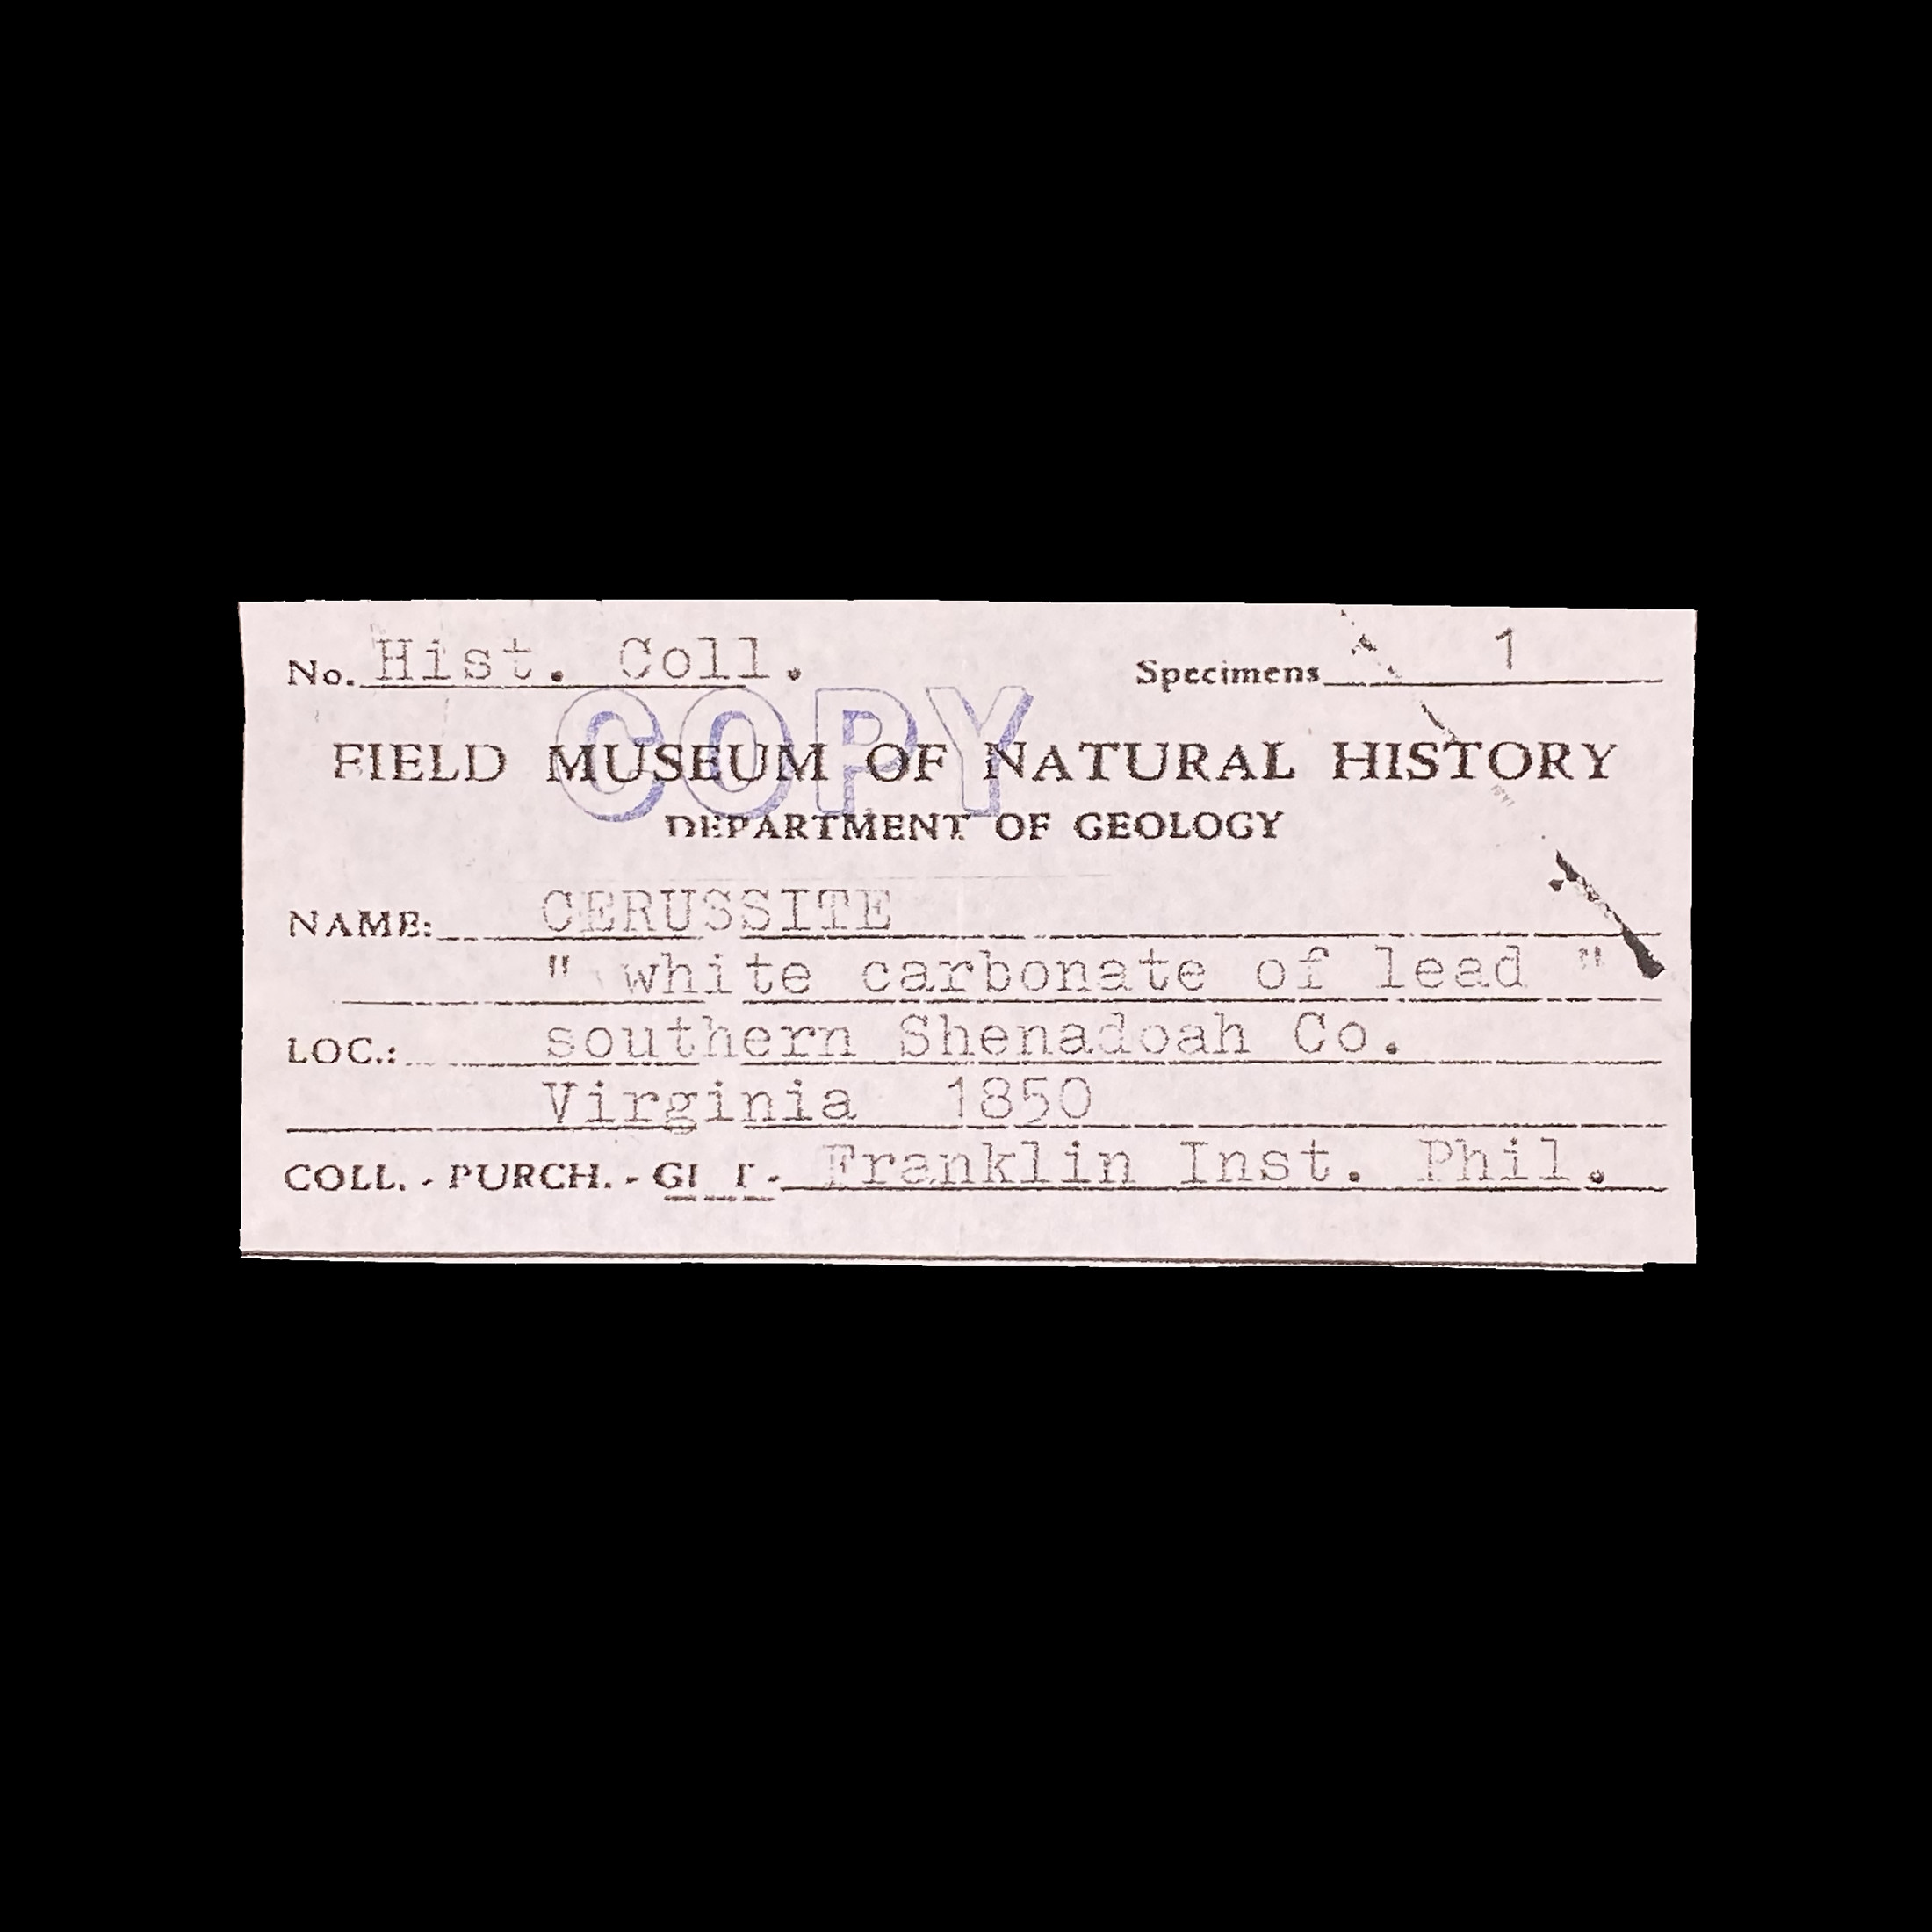 No. Hist. Coll. Specimens 1
COPY
FIELD MUSEUM OF NATURAL HISTORY
DEPARTMENT OF GEOLOGY
NAME: CERUSSITE
" white carbonate of lead "
LOC.: southern Shenadoah Co.
Virginia 1850
COLL. - PURCH. - GI T - Franklin Inst. Phil.